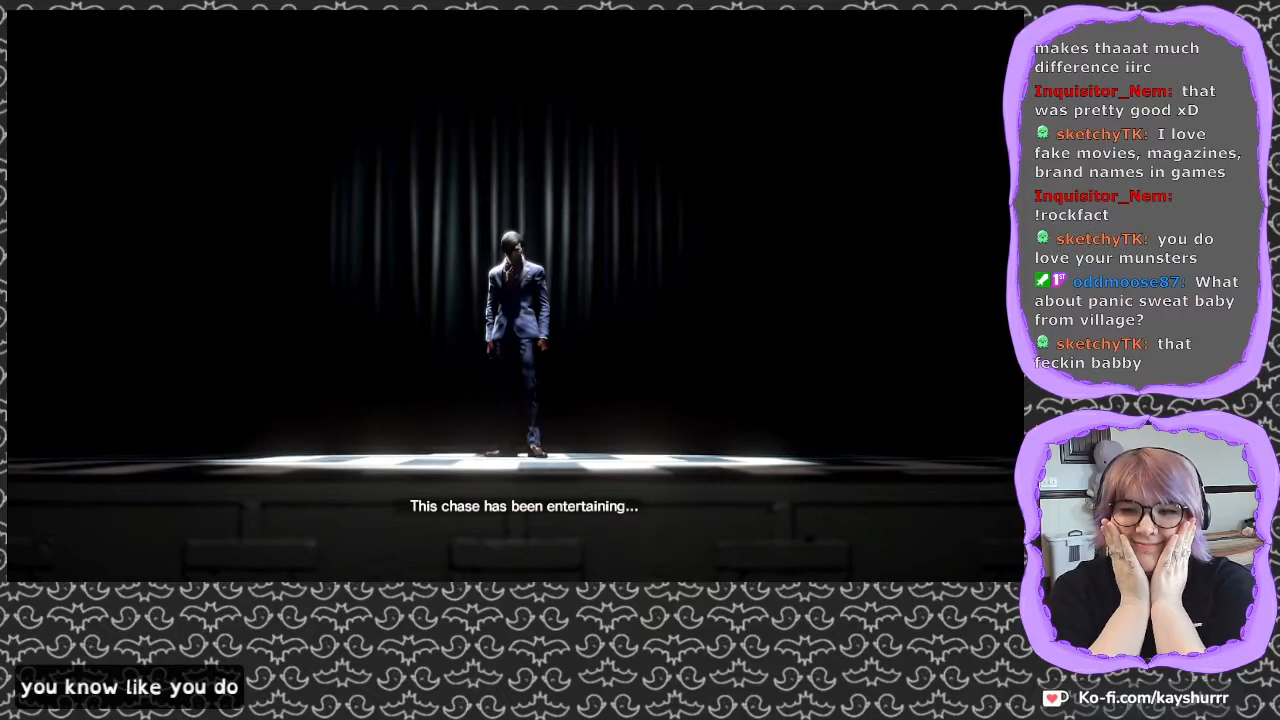 makes thaaat much
difference iirc
Inquisitor_Nem: that
was pretty good xD
sketchyTK: I love
fake movies, magazines,
brand names in games
Inquisitor_Nem:
!rockfact
sketchyTK: you do
love your munsters
1ST oddmoose87: What
about panic sweat baby
from village?
sketchyTK: that
feckin babby
This chase has been entertaining...
you know like you do
Ko-fi.com/kayshurrr